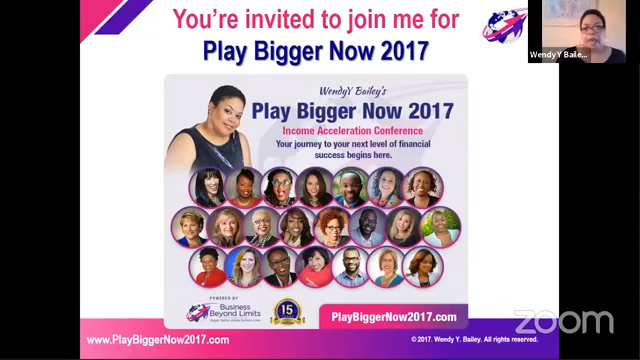 You're invited to join me for
Play Bigger Now 2017
WendyY Baile...
WendyY Bailey's
Play Bigger Now 2017
Income Acceleration Conference
Your journey to your next level of financial
success begins here.
POWERED BY
Business
Beyond Limits
15
PlayBiggerNow2017.com
zoom
www.PlayBiggerNow2017.com
© 2017. Wendy Y. Bailey. All rights reserved.